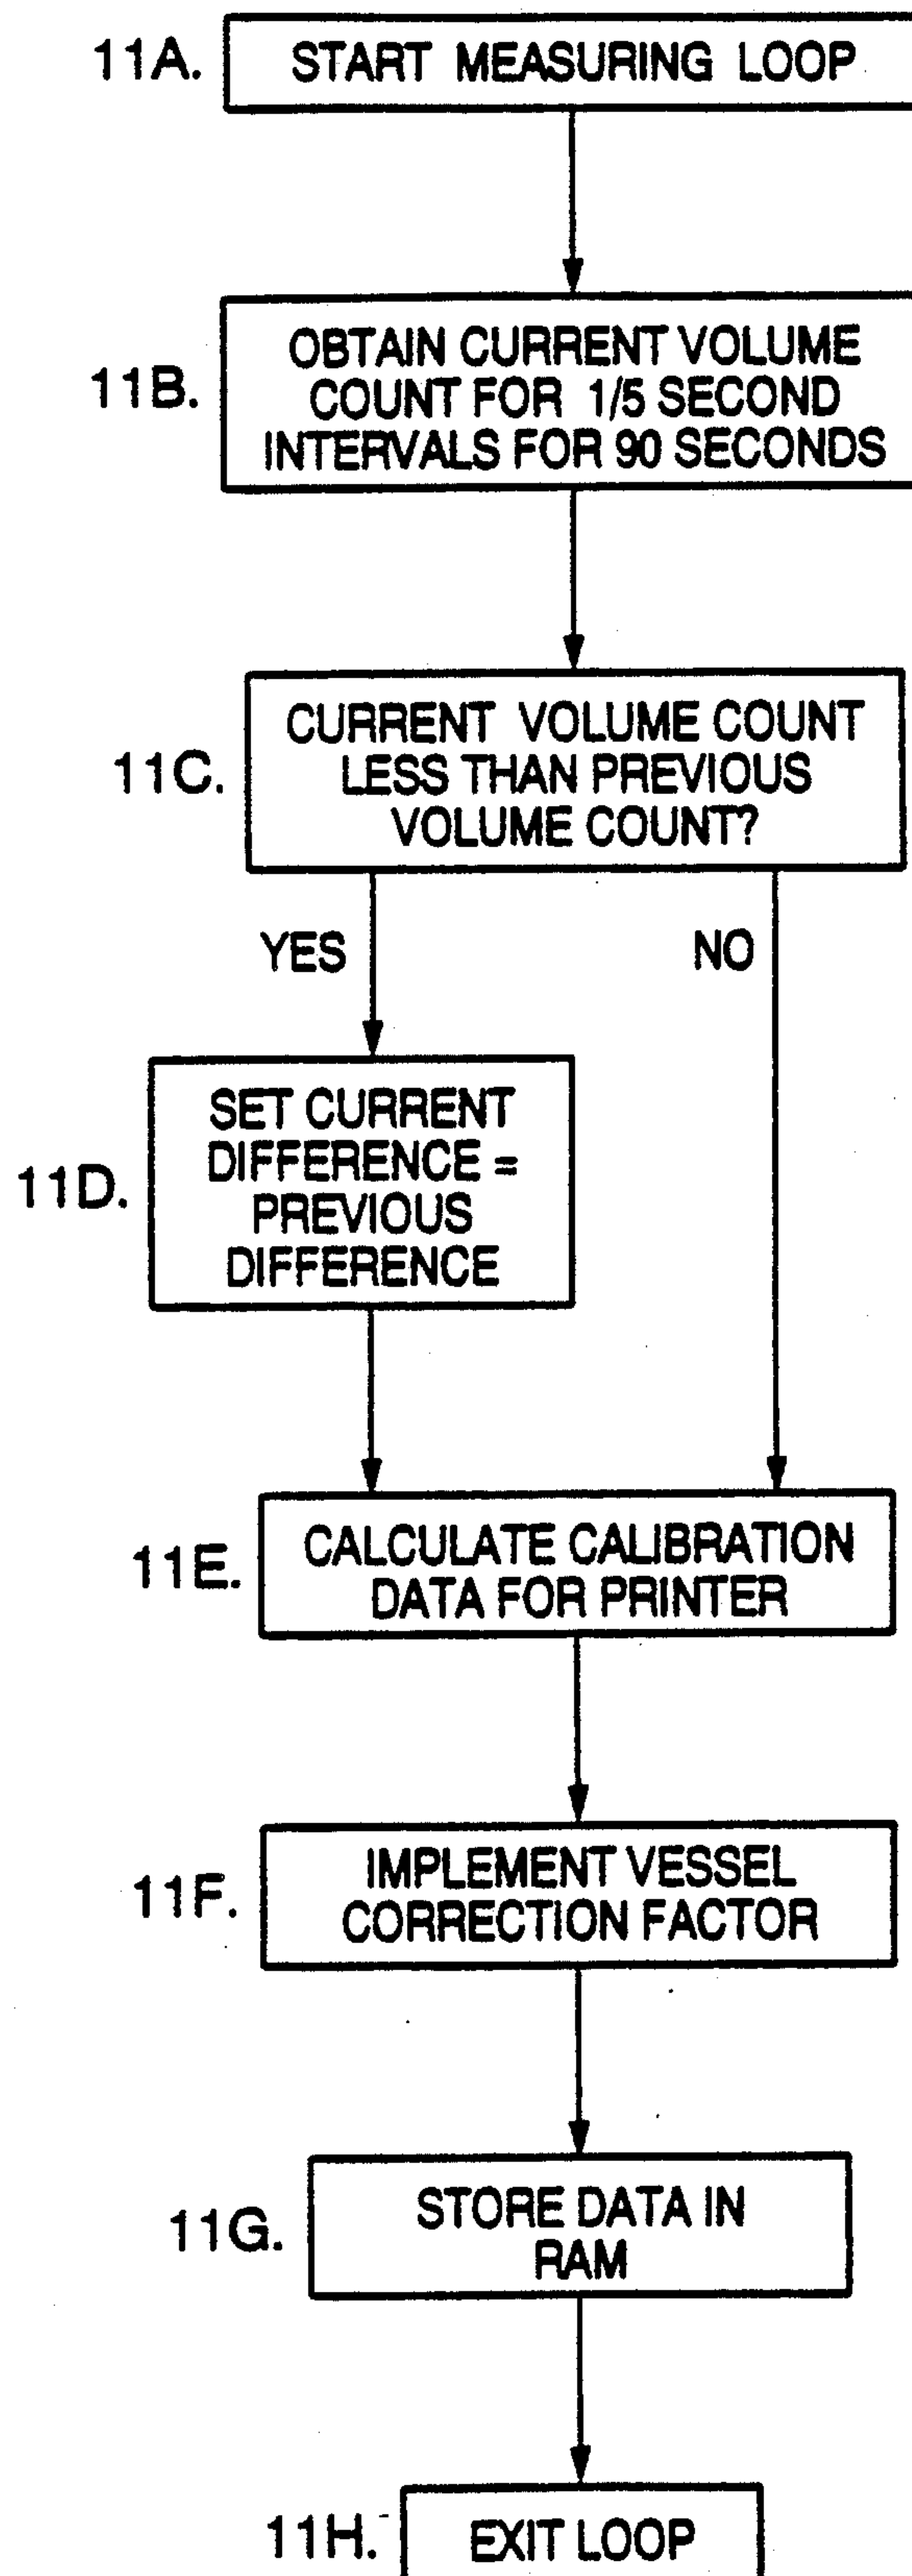 11A. START MEASURING LOOP
OBTAIN CURRENT VOLUME
11B. COUNT FOR 1/5 SECOND
INTERVALS FOR 90 SECONDS
CURRENT VOLUME COUNT
11C. LESS THAN PREVIOUS
VOLUME COUNT?
YES NO
SET CURRENT
DIFFERENCE =
11D. PREVIOUS
DIFFERENCE
11E. CALCULATE CALIBRATION
DATA FOR PRINTER
11F. IMPLEMENT VESSEL
CORRECTION FACTOR
11G. STORE DATA IN
RAM
11H. EXIT LOOP